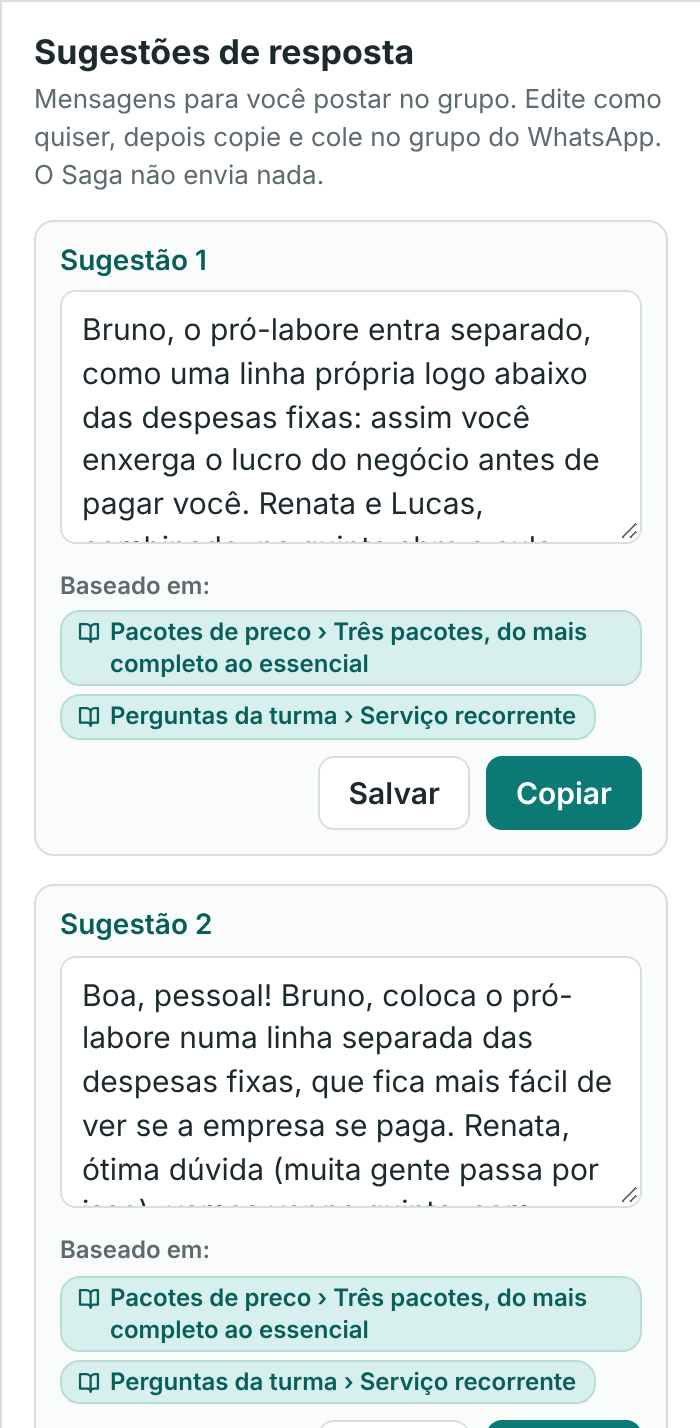 Sugestões de resposta
Mensagens para você postar no grupo. Edite como
quiser, depois copie e cole no grupo do WhatsApp.
O Saga não envia nada.
Sugestão 1
Bruno, o pró-labore entra separado,
como uma linha própria logo abaixo
das despesas fixas: assim você
enxerga o lucro do negócio antes de
pagar você. Renata e Lucas,
Baseado em:
Pacotes de preco › Três pacotes, do mais
completo ao essencial
Perguntas da turma › Serviço recorrente
Salvar
Copiar
Sugestão 2
Boa, pessoal! Bruno, coloca o pró-
labore numa linha separada das
despesas fixas, que fica mais fácil de
ver se a empresa se paga. Renata,
ótima dúvida (muita gente passa por
Baseado em:
Pacotes de preco › Três pacotes, do mais
completo ao essencial
Perguntas da turma › Serviço recorrente